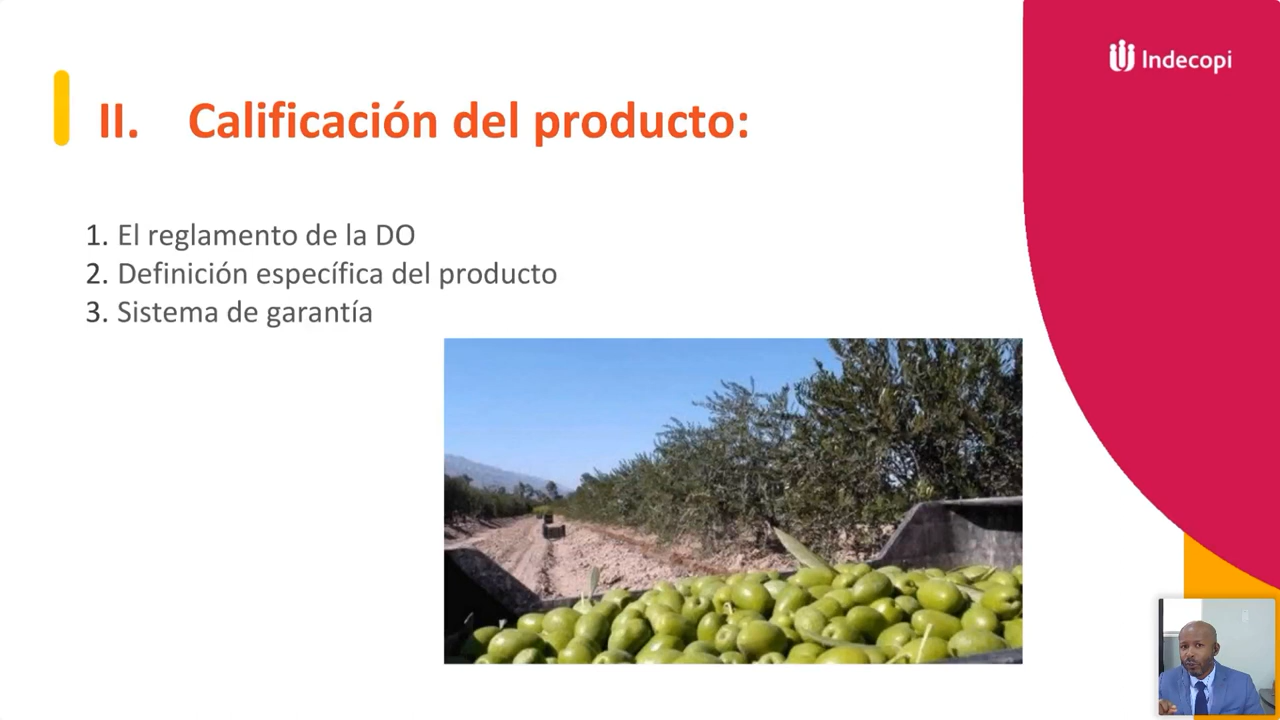 Indecopi
II. Calificación del producto:
1. El reglamento de la DO
2. Definición específica del producto
3. Sistema de garantía